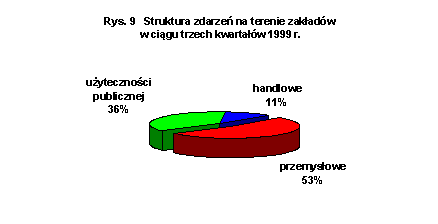 Rys. 9 Struktura zdarzeń na terenie zakładów
w ciągu trzech kwartałów 1999 r.
użyteczności
publicznej
36%
handlowe
11%
przemysłowe
53%